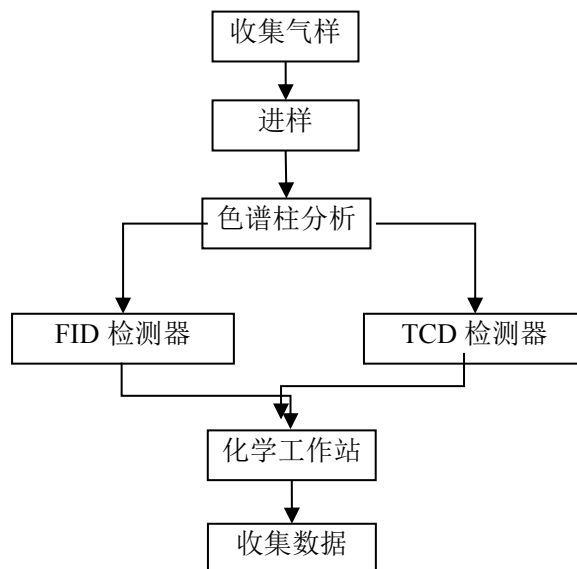 收集气样
进样
色谱柱分析
FID 检测器
TCD 检测器
化学工作站
收集数据